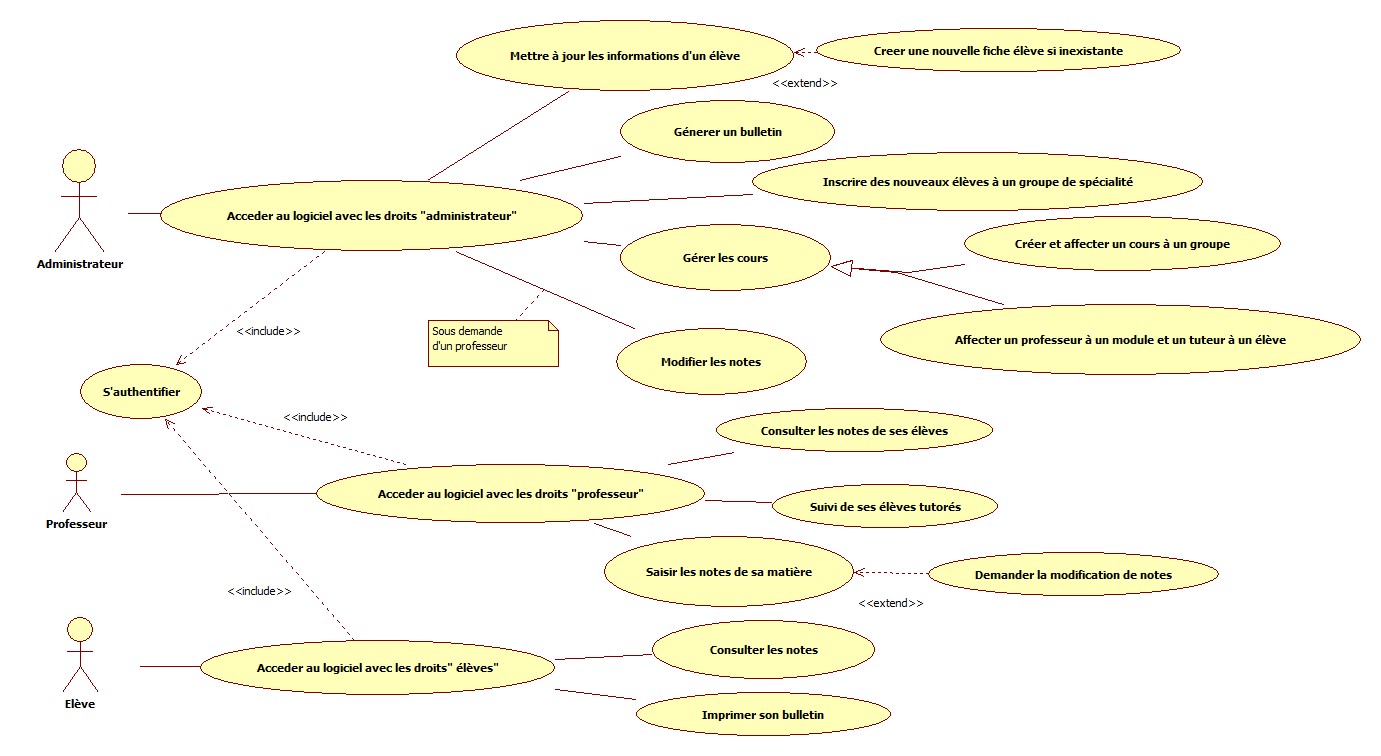 Mettre à jour les informations d'un élève
Creer une nouvelle fiche élève si inexistante
<<extend>>
Génerer un bulletin
Inscrire des nouveaux élèves à un groupe de spécialité
Acceder au logiciel avec les droits "administrateur"
Administrateur
Gérer les cours
Créer et affecter un cours à un groupe
<<include>>
Sous demande
d'un professeur
Affecter un professeur à un module et un tuteur à un élève
Modifier les notes
S'authentifier
<<include>>
Consulter les notes de ses élèves
Acceder au logiciel avec les droits "professeur"
Professeur
Suivi de ses élèves tutorés
Saisir les notes de sa matière
Demander la modification de notes
<<include>>
<<extend>>
Acceder au logiciel avec les droits" élèves"
Elève
Consulter les notes
Imprimer son bulletin